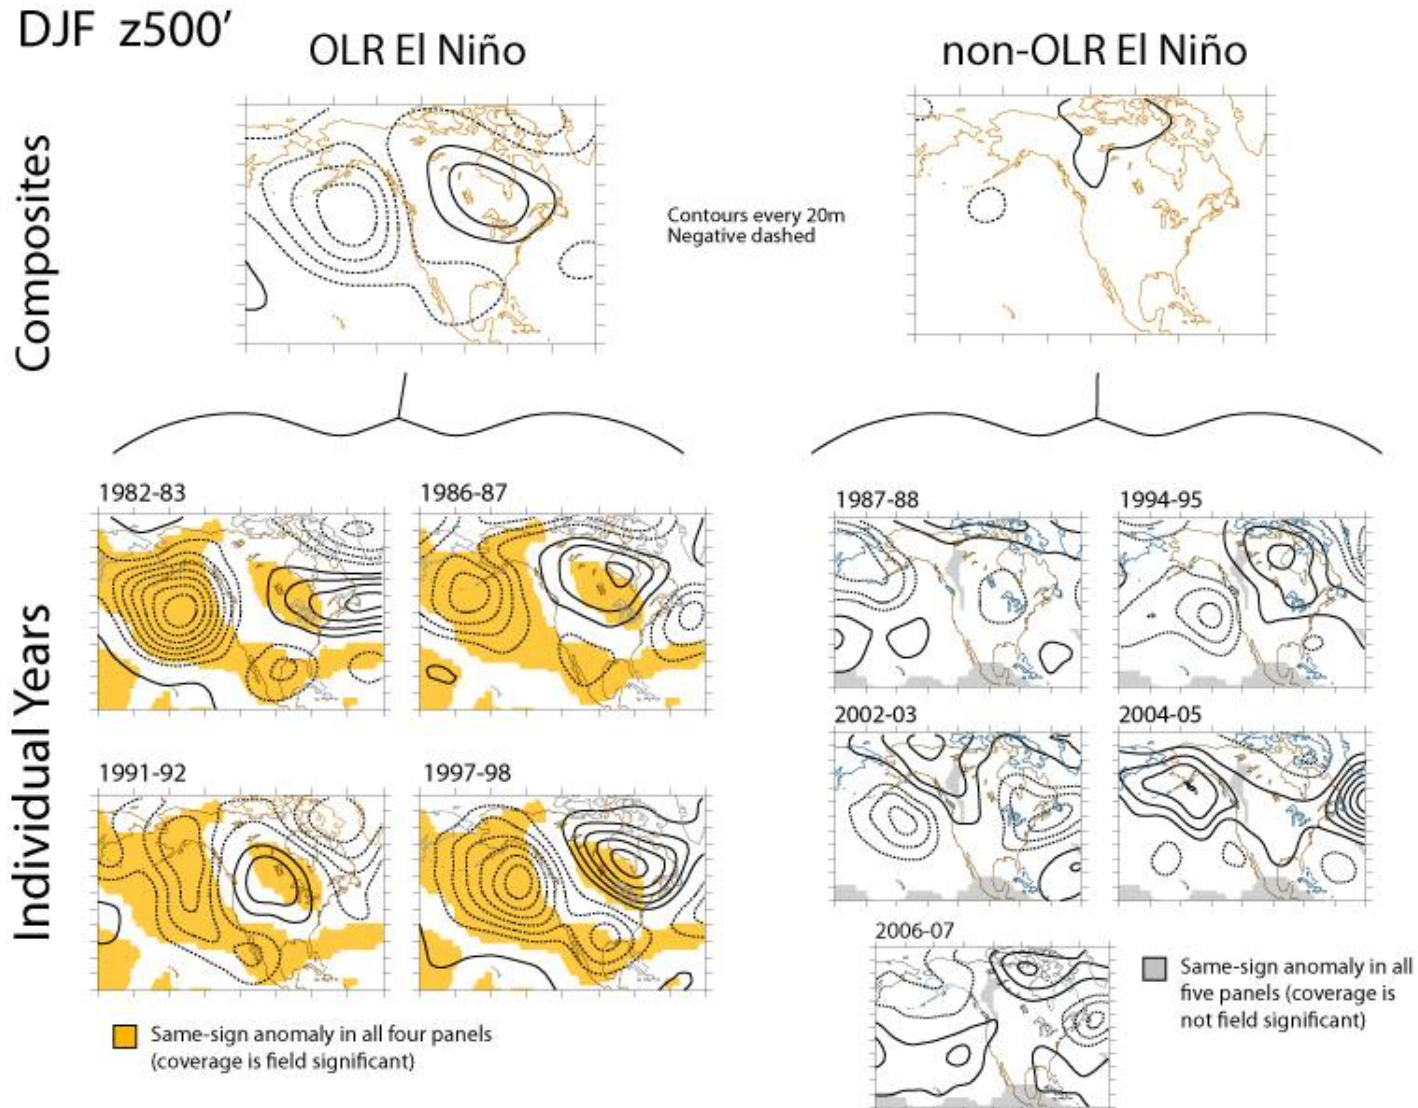 DJF z500'
OLR El Niño
non-OLR El Niño
Composites
Contours every 20m
Negative dashed
Individual Years
1982-83
1986-87
1987-88
1994-95
1991-92
1997-98
2002-03
2004-05
2006-07
Same-sign anomaly in all four panels
(coverage is field significant)
Same-sign anomaly in all
five panels (coverage is
not field significant)